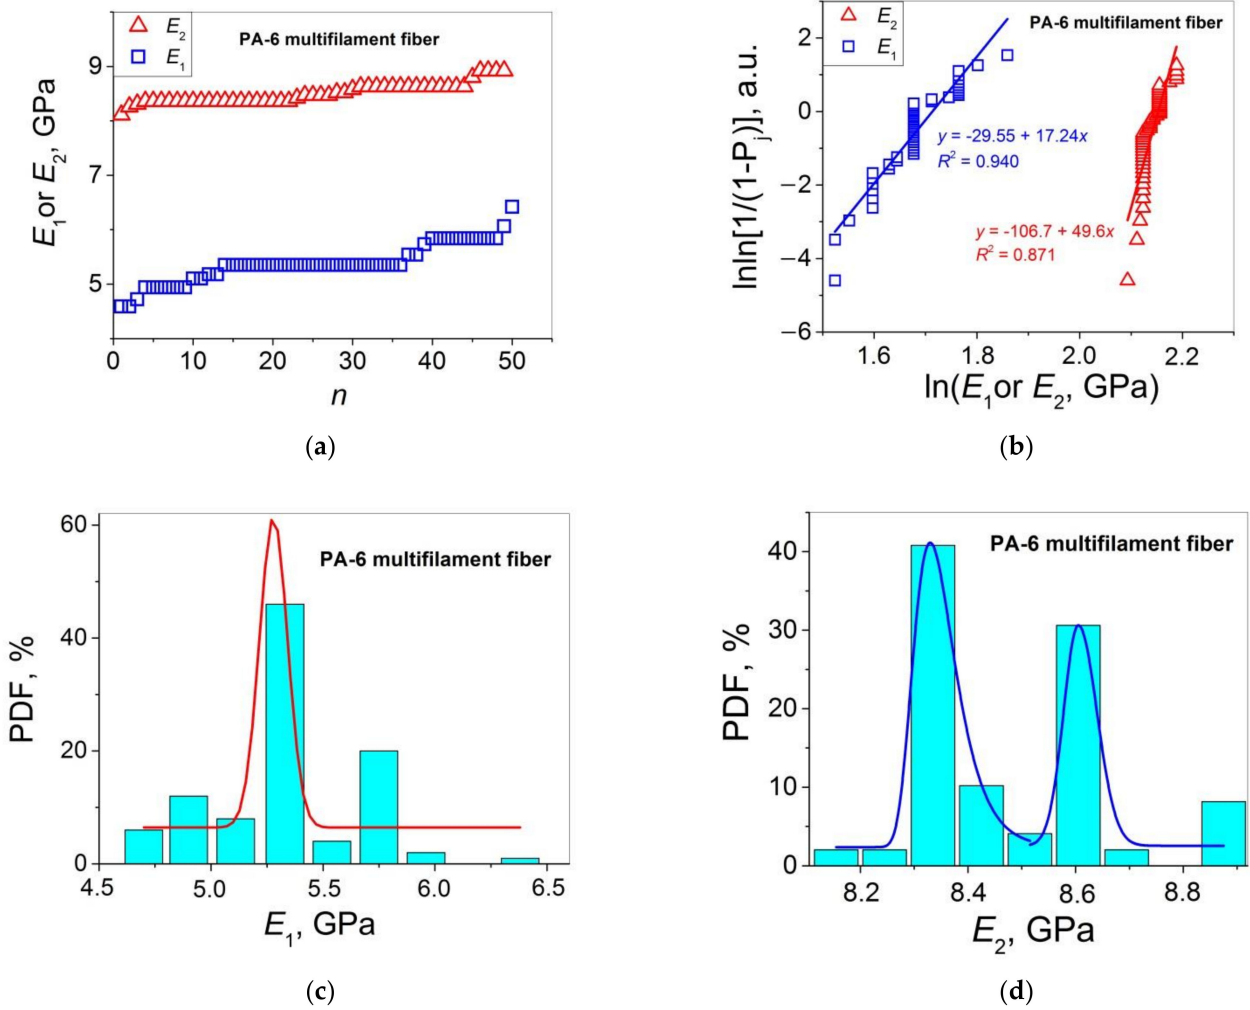 E2
E1
PA-6 multifilament fiber
9
7
5
E1or E2, GPa
0 10 20 30 40 50
n
(a)
E2
E1
PA-6 multifilament fiber
2
0
−2
−4
−6
lnln[1/(1-Pj)], a.u.
y = -29.55 + 17.24x
R2 = 0.940
y = -106.7 + 49.6x
R2 = 0.871
1.6 1.8 2.0 2.2
ln(E1or E2, GPa)
(b)
PA-6 multifilament fiber
60
40
20
0
PDF, %
4.5 5.0 5.5 6.0 6.5
E1, GPa
(c)
PA-6 multifilament fiber
40
30
20
10
0
PDF, %
8.2 8.4 8.6 8.8
E2, GPa
(d)